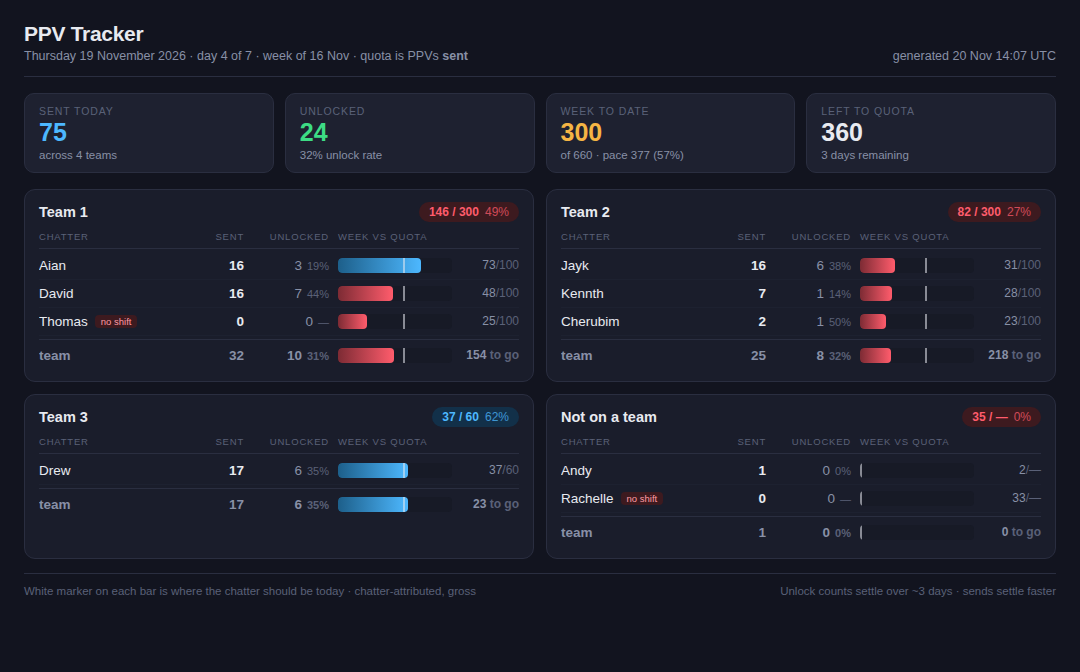 PPV Tracker
Thursday 19 November 2026 · day 4 of 7 · week of 16 Nov · quota is PPVs sent
generated 20 Nov 14:07 UTC
SENT TODAY
75
across 4 teams
UNLOCKED
24
32% unlock rate
WEEK TO DATE
300
of 660 · pace 377 (57%)
LEFT TO QUOTA
360
3 days remaining
Team 1 146 / 300 49%
CHATTER SENT UNLOCKED WEEK VS QUOTA
Aian 16 3 19% 73/100
David 16 7 44% 48/100
Thomas no shift 0 0 — 25/100
team 32 10 31% 154 to go
Team 2 82 / 300 27%
CHATTER SENT UNLOCKED WEEK VS QUOTA
Jayk 16 6 38% 31/100
Kennth 7 1 14% 28/100
Cherubim 2 1 50% 23/100
team 25 8 32% 218 to go
Team 3 37 / 60 62%
CHATTER SENT UNLOCKED WEEK VS QUOTA
Drew 17 6 35% 37/60
team 17 6 35% 23 to go
Not on a team 35 / — 0%
CHATTER SENT UNLOCKED WEEK VS QUOTA
Andy 1 0 0% 2/—
Rachelle no shift 0 0 — 33/—
team 1 0 0% 0 to go
White marker on each bar is where the chatter should be today · chatter-attributed, gross
Unlock counts settle over ~3 days · sends settle faster